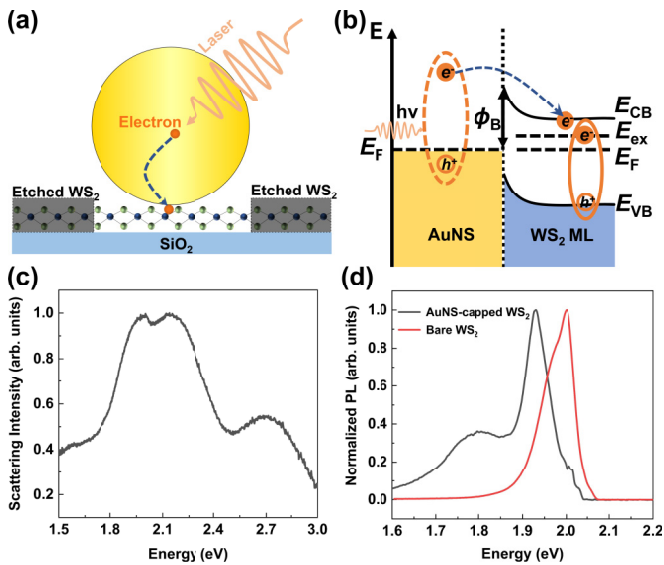 (a)
Laser
Electron
Etched WS2
Etched WS2
SiO2
(b)
E
e-
hν
ϕB
e-
ECB
e-
Eex
EF
EF
h+
h+
EVB
AuNS
WS2 ML
(c)
Scattering Intensity (arb. units)
1.0
0.8
0.6
0.4
0.2
1.5
2.1
2.4
2.7
3.0
Energy (eV)
(d)
Normalized PL (arb. units)
AuNS-capped WS2
Bare WS2
1.0
0.8
0.6
0.4
0.2
0.0
1.6
1.7
1.8
1.9
2.0
2.1
2.2
Energy (eV)